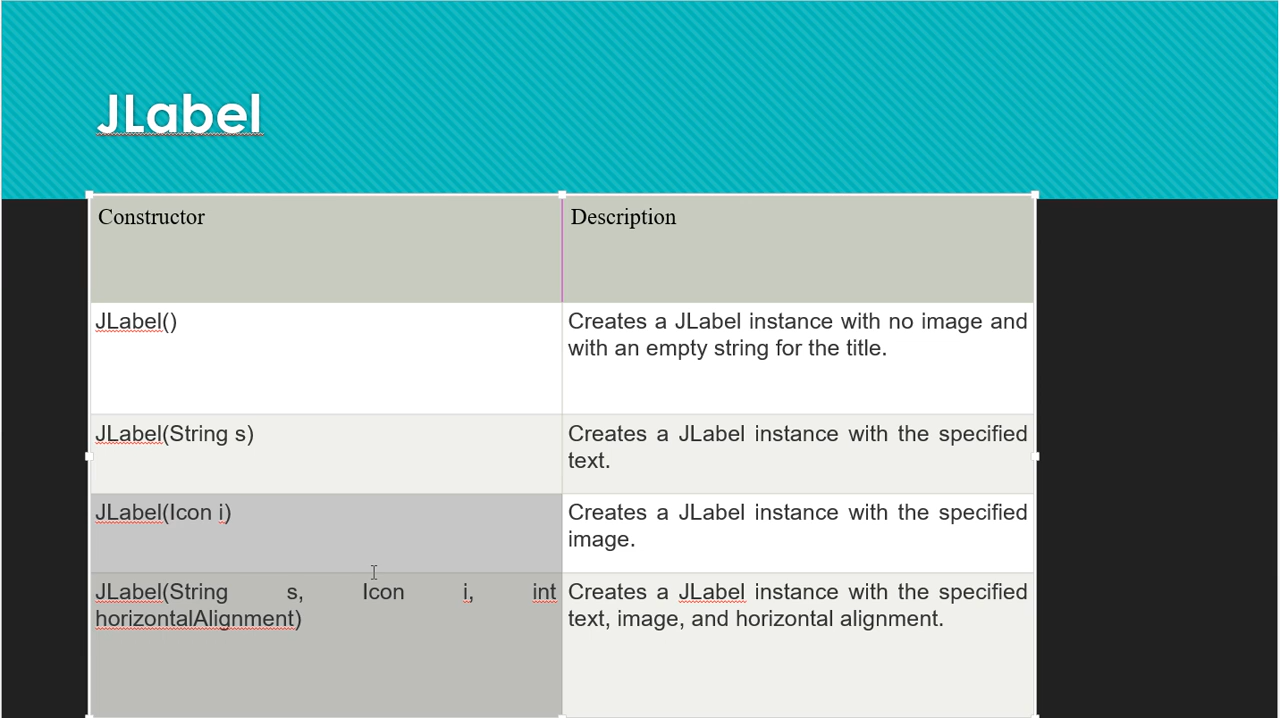 JLabel
Constructor
Description
JLabel()
Creates a JLabel instance with no image and
with an empty string for the title.
JLabel(String s)
Creates a JLabel instance with the specified
text.
JLabel(Icon i)
Creates a JLabel instance with the specified
image.
JLabel(String s, Icon i, int
horizontalAlignment)
Creates a JLabel instance with the specified
text, image, and horizontal alignment.